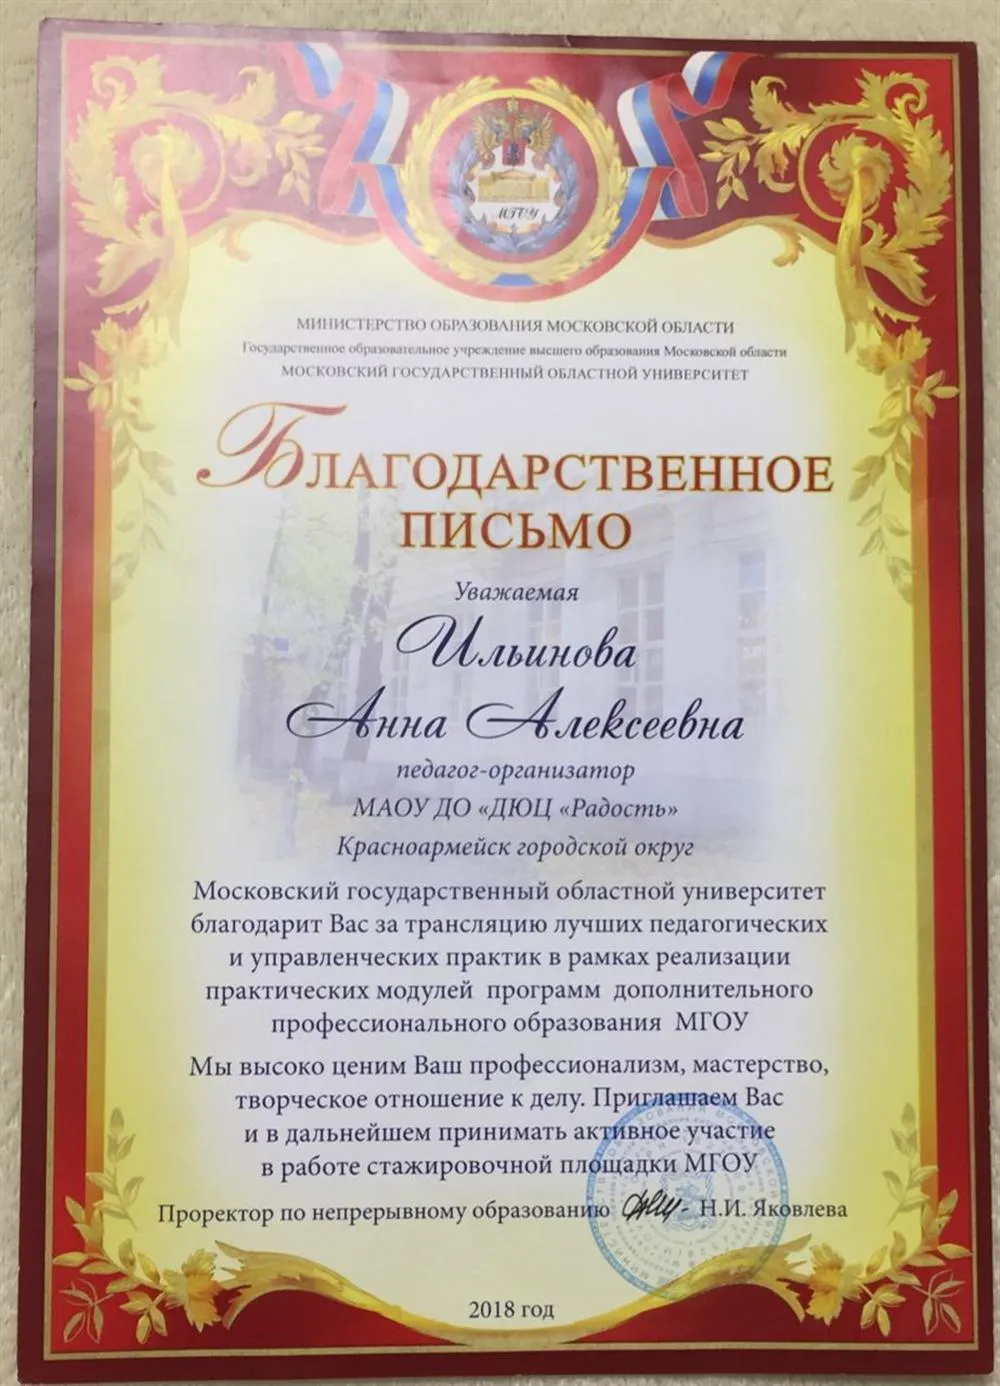 МГОУ
МИНИСТЕРСТВО ОБРАЗОВАНИЯ МОСКОВСКОЙ ОБЛАСТИ
Государственное образовательное учреждение высшего образования Московской области
МОСКОВСКИЙ ГОСУДАРСТВЕННЫЙ ОБЛАСТНОЙ УНИВЕРСИТЕТ
БЛАГОДАРСТВЕННОЕ
ПИСЬМО
Уважаемая
Ильинова
Анна Алексеевна
педагог-организатор
МАОУ ДО «ДЮЦ «Радость»
Красноармейск городской округ
Московский государственный областной университет
благодарит Вас за трансляцию лучших педагогических
и управленческих практик в рамках реализации
практических модулей программ дополнительного
профессионального образования МГОУ
Мы высоко ценим Ваш профессионализм, мастерство,
творческое отношение к делу. Приглашаем Вас
и в дальнейшем принимать активное участие
в работе стажировочной площадки МГОУ
Проректор по непрерывному образованию Н.И. Яковлева
2018 год